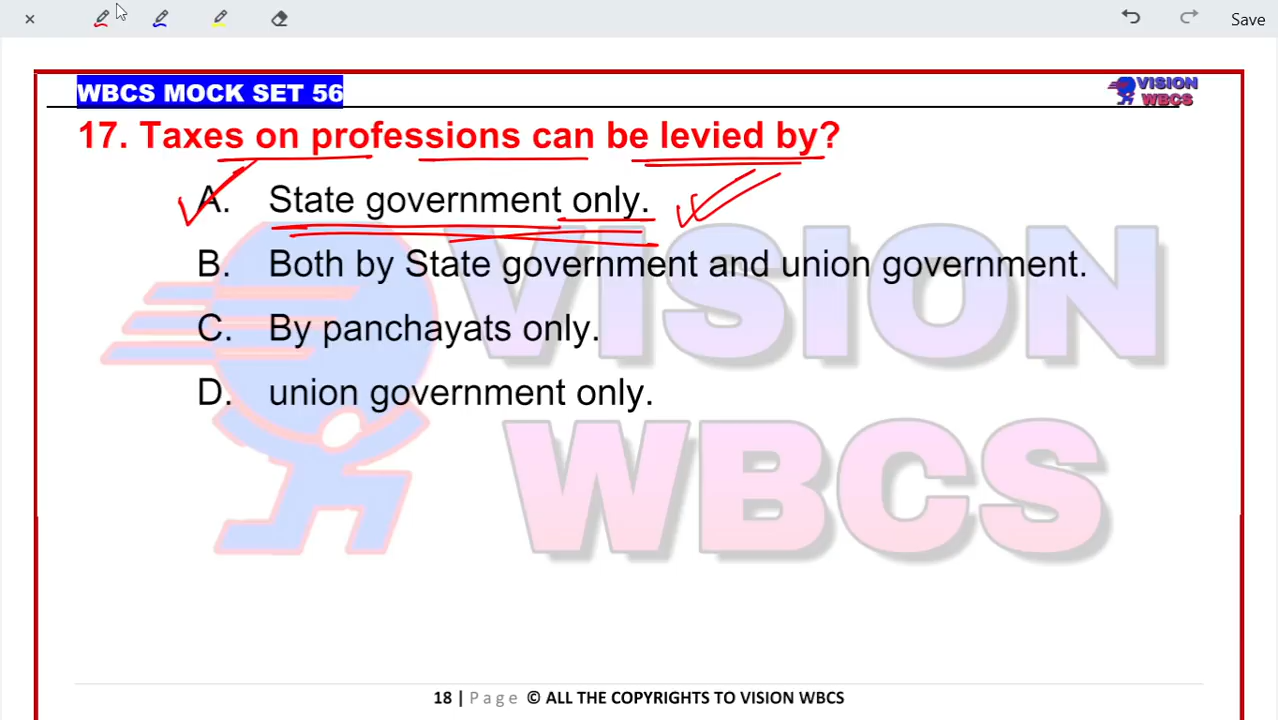 Save
WBCS MOCK SET 56
VISION
WBCS
17. Taxes on professions can be levied by?
A. State government only.
B. Both by State government and union government.
C. By panchayats only.
D. union government only.
VISION
WBCS
18 | Page © ALL THE COPYRIGHTS TO VISION WBCS